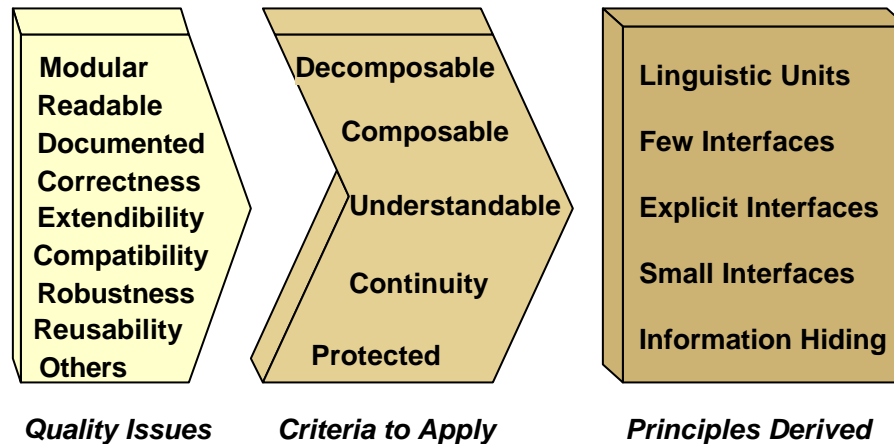 Modular
Readable
Documented
Correctness
Extendibility
Compatibility
Robustness
Reusability
Others
Quality Issues
Decomposable
Composable
Understandable
Continuity
Protected
Criteria to Apply
Linguistic Units
Few Interfaces
Explicit Interfaces
Small Interfaces
Information Hiding
Principles Derived